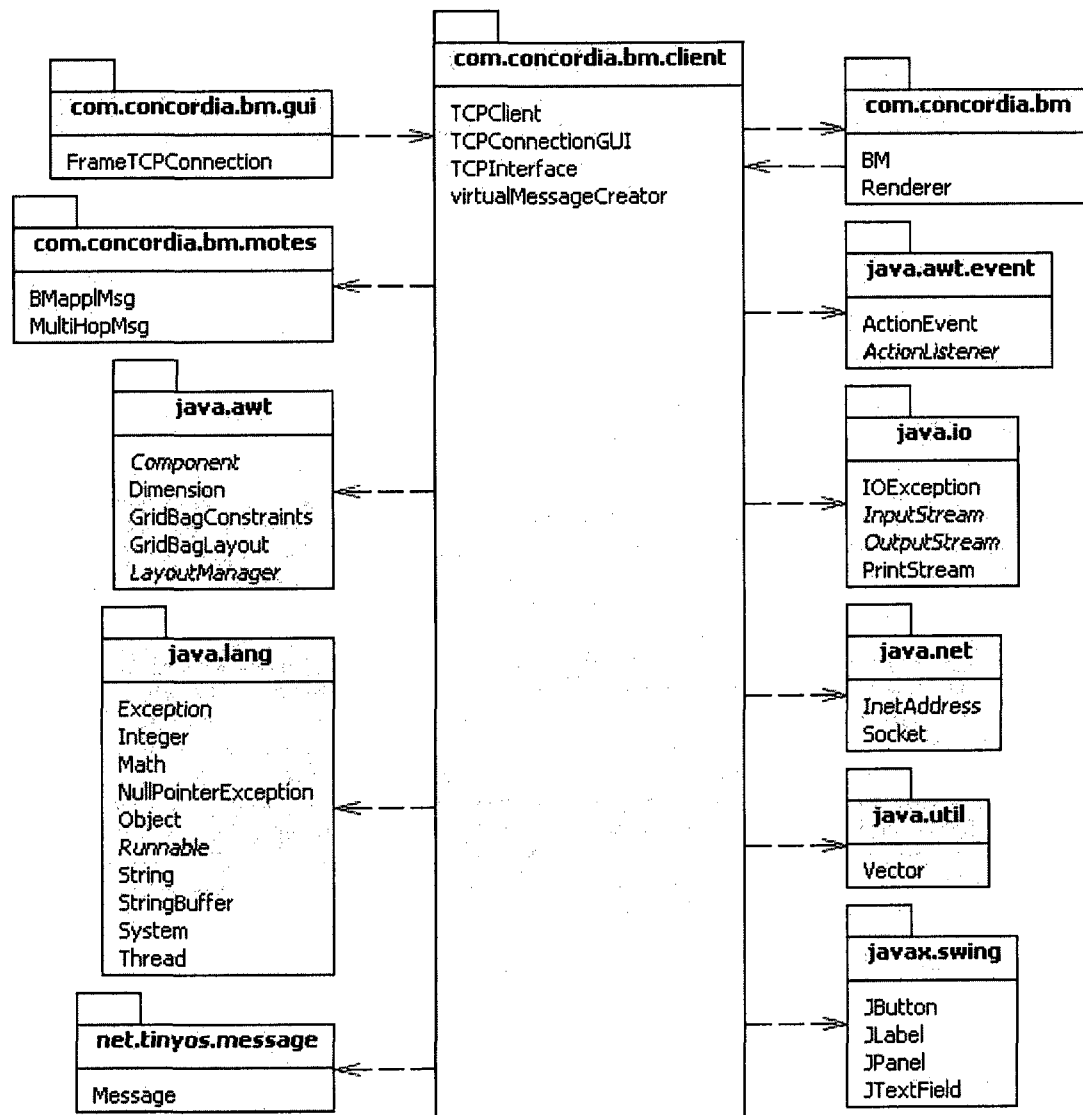 com.concordia.bm.client
TCPClient
TCPConnectionGUI
TCPInterface
virtualMessageCreator
com.concordia.bm.gui
FrameTCPConnection
com.concordia.bm.motes
BMapplMsg
MultiHopMsg
java.awt
Component
Dimension
GridBagConstraints
GridBagLayout
LayoutManager
java.lang
Exception
Integer
Math
NullPointerException
Object
Runnable
String
StringBuffer
System
Thread
net.tinyos.message
Message
com.concordia.bm
BM
Renderer
java.awt.event
ActionEvent
ActionListener
java.io
IOException
InputStream
OutputStream
PrintStream
java.net
InetAddress
Socket
java.util
Vector
javax.swing
JButton
JLabel
JPanel
JTextField